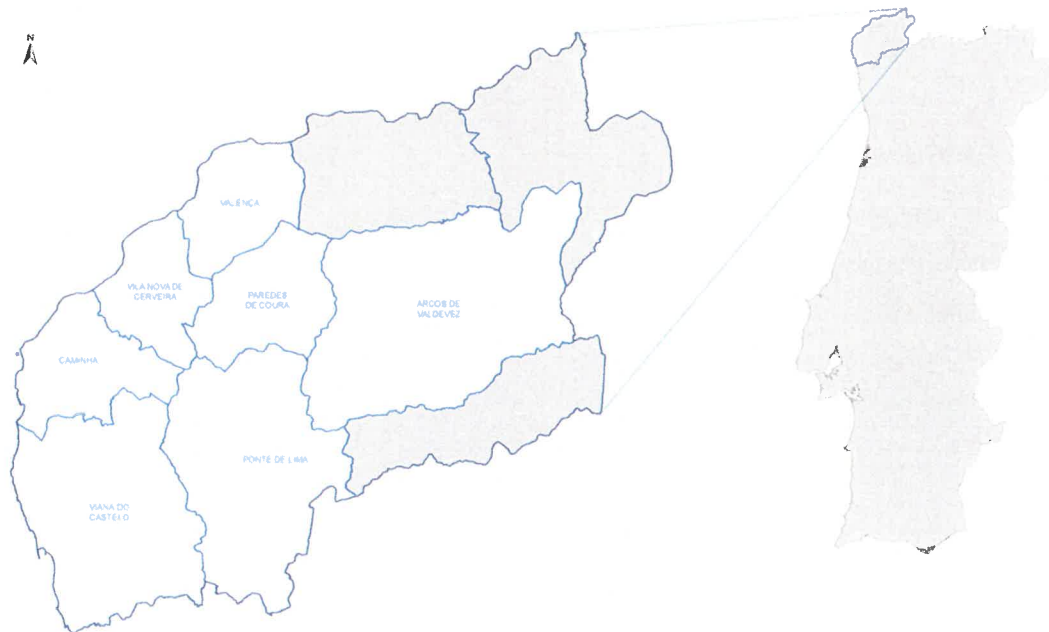 N
VALENÇA
VILA NOVA DE
CERVEIRA
PAREDES
DE COURA
ARCOS DE
VALDEVEZ
CAMINHA
PONTE DE LIMA
VIANA DO
CASTELO